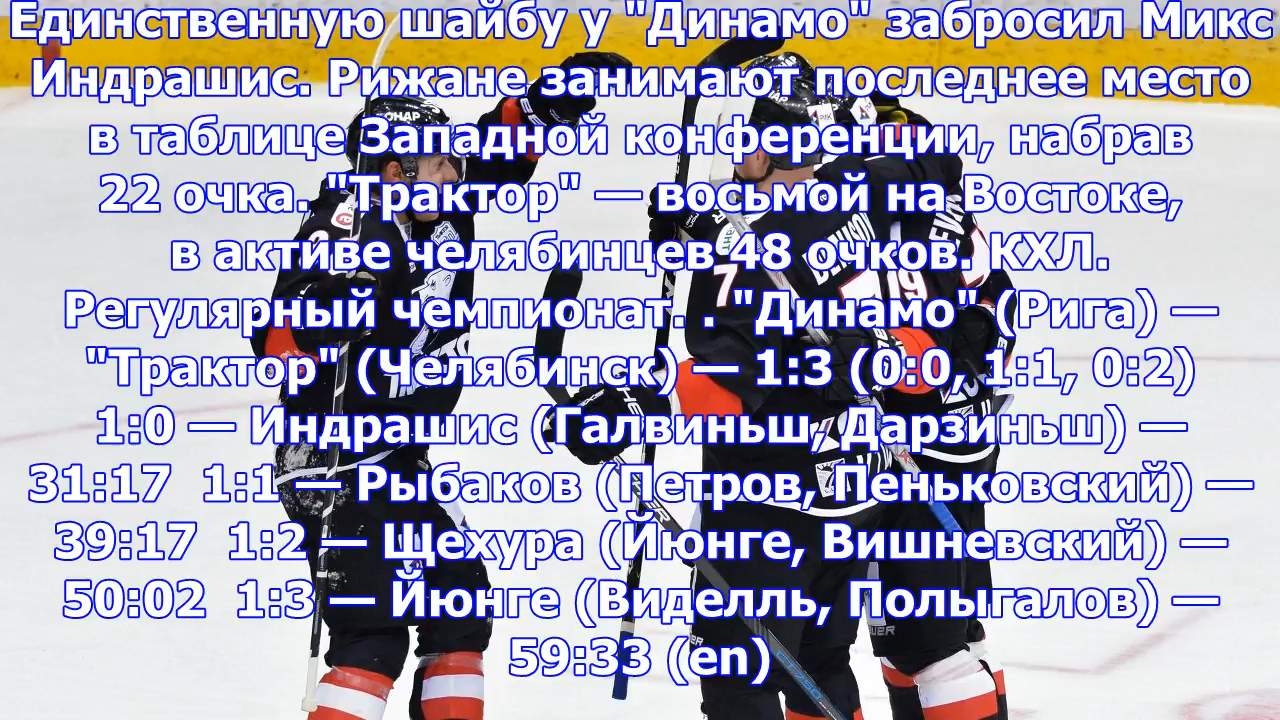 Единственную шайбу у "Динамо" забросил Микс
Индрашис. Рижане занимают последнее место
в таблице Западной конференции, набрав
22 очка. "Трактор" — восьмой на Востоке,
в активе челябинцев 48 очков. КХЛ.
Регулярный чемпионат. . "Динамо" (Рига) —
"Трактор" (Челябинск) — 1:3 (0:0, 1:1, 0:2)
1:0 — Индрашис (Галвиньш, Дарзиньш) —
31:17  1:1 — Рыбаков (Петров, Пеньковский) —
39:17  1:2 — Щехура (Йюнге, Вишневский) —
50:02  1:3 — Йюнге (Виделль, Полыгалов) —
59:33 (en)